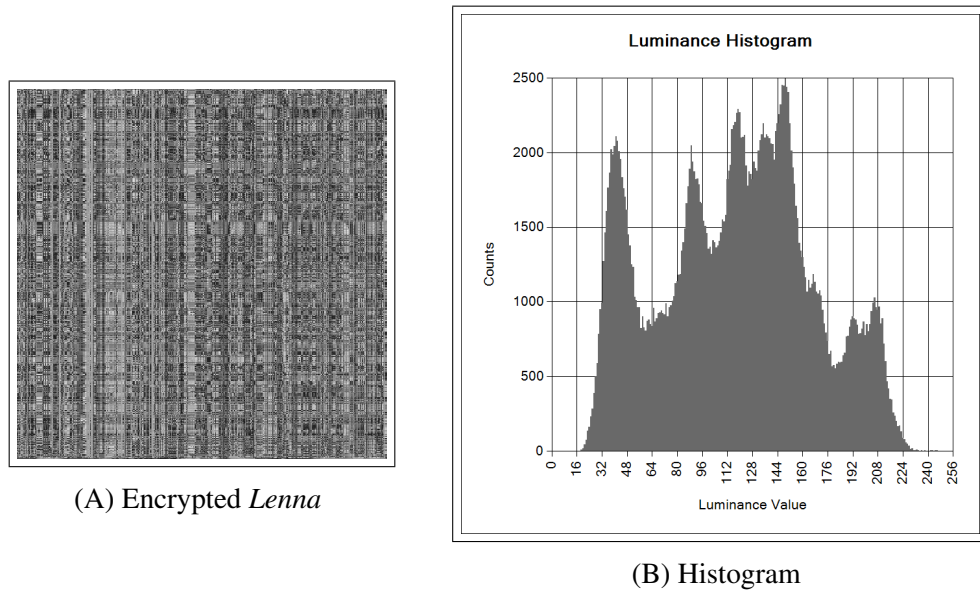 Luminance Histogram
2500
2000
1500
1000
500
0
Counts
0 16 32 48 64 80 96 112 128 144 160 176 192 208 224 240 256
Luminance Value
(A) Encrypted Lenna
(B) Histogram